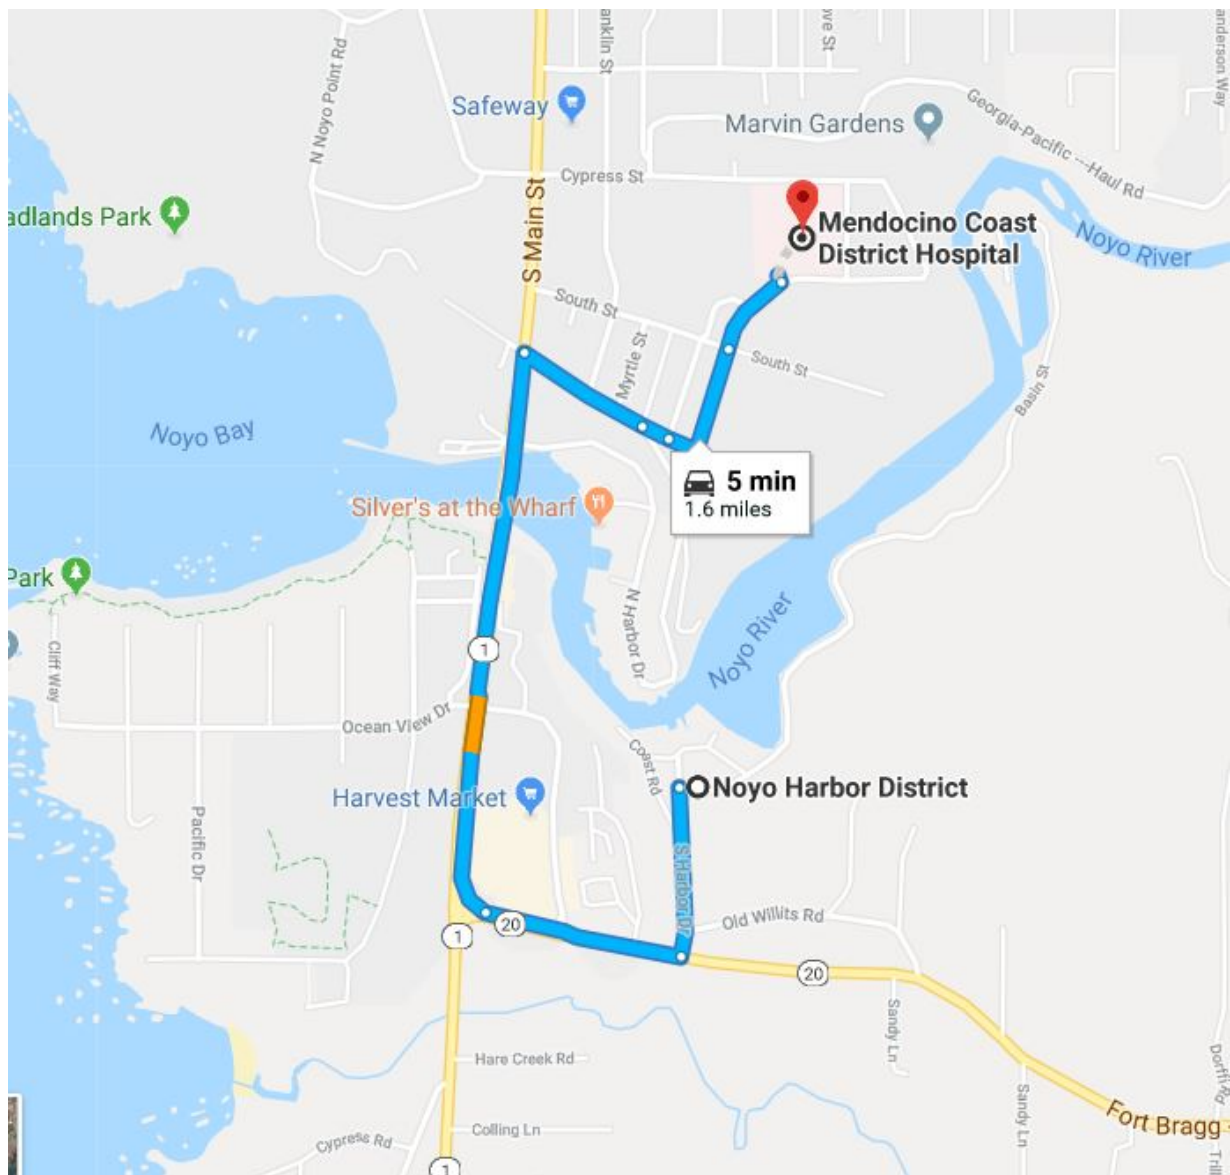 N Noyo Point Rd
Safeway
Marvin Gardens
Georgia-Pacific ---Haul Rd
Cypress St
adlands Park
S Main St
Mendocino Coast
District Hospital
Noyo River
South St
Myrtle St
South St
Basin St
Noyo Bay
5 min
1.6 miles
Silver's at the Wharf
Park
N Harbor Dr
Noyo River
Cliff Way
1
Ocean View Dr
Coast Rd
Noyo Harbor District
Harvest Market
Pacific Dr
S Harbor Dr
Old Willits Rd
20
1
20
Sandy Ln
Hare Creek Rd
Sandy Ln
Fort Bragg
Colling Ln
Cypress Rd
1